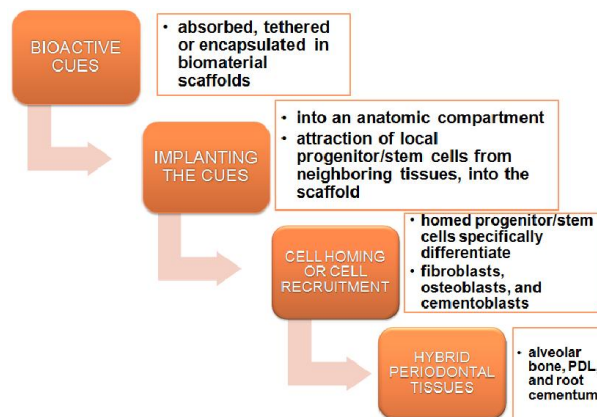 BIOACTIVE
CUES
• absorbed, tethered
or encapsulated in
biomaterial
scaffolds
IMPLANTING
THE CUES
• into an anatomic compartment
• attraction of local
progenitor/stem cells from
neighboring tissues, into the
scaffold
CELL HOMING
OR CELL
RECRUITMENT
• homed progenitor/stem
cells specifically
differentiate
• fibroblasts,
osteoblasts, and
cementoblasts
HYBRID
PERIODONTAL
TISSUES
• alveolar
bone, PDL,
and root
cementum